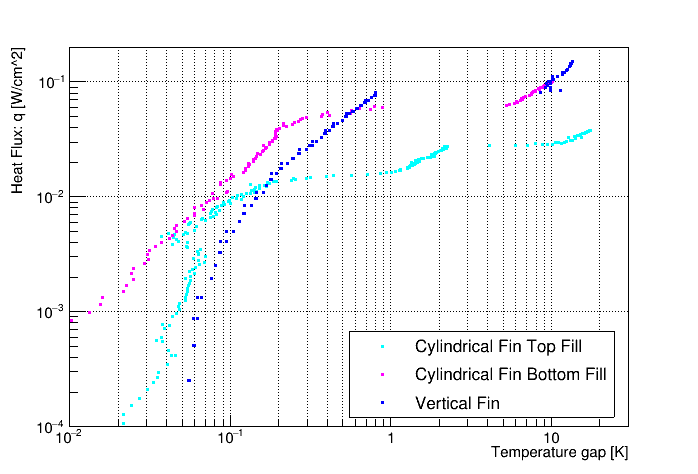 Heat Flux: q [W/cm^2]
10^−1
10^−2
10^−3
10^−4
10^−2
10^−1
1
10
Temperature gap [K]
Cylindrical Fin Top Fill
Cylindrical Fin Bottom Fill
Vertical Fin